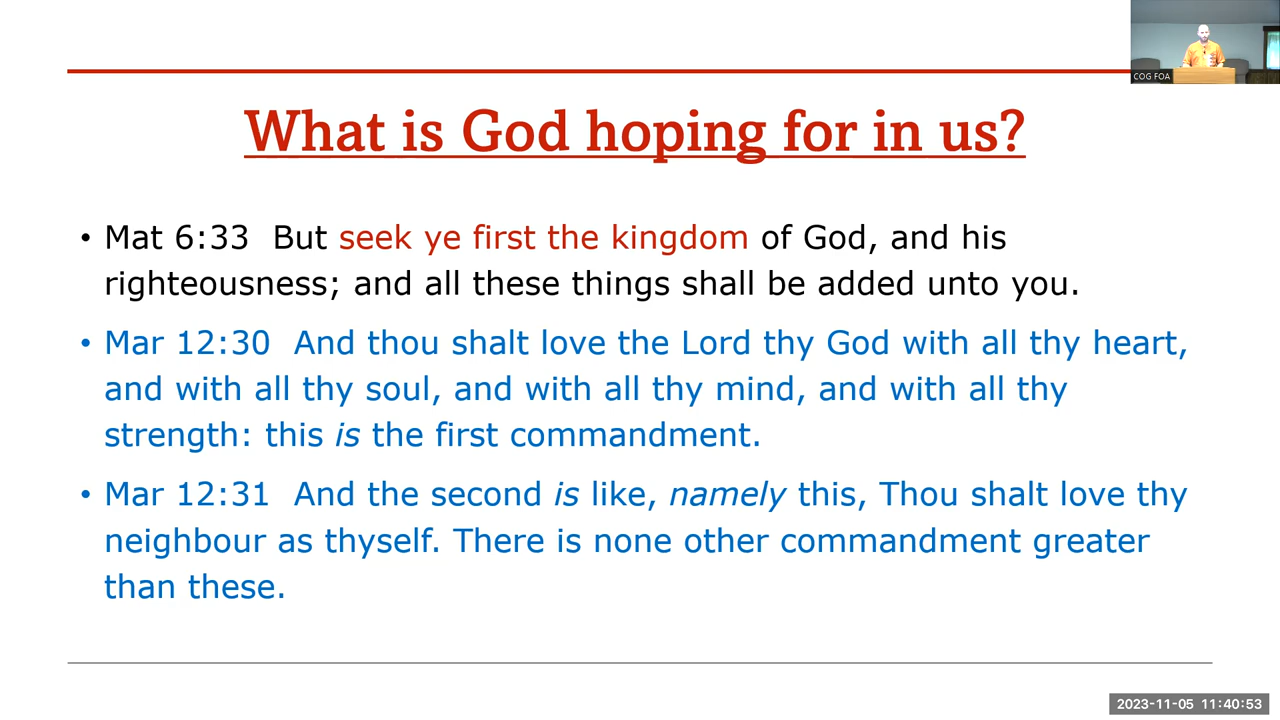 COG FOA
What is God hoping for in us?
• Mat 6:33  But seek ye first the kingdom of God, and his
righteousness; and all these things shall be added unto you.
• Mar 12:30  And thou shalt love the Lord thy God with all thy heart,
and with all thy soul, and with all thy mind, and with all thy
strength: this is the first commandment.
• Mar 12:31  And the second is like, namely this, Thou shalt love thy
neighbour as thyself. There is none other commandment greater
than these.
2023-11-05 11:40:53